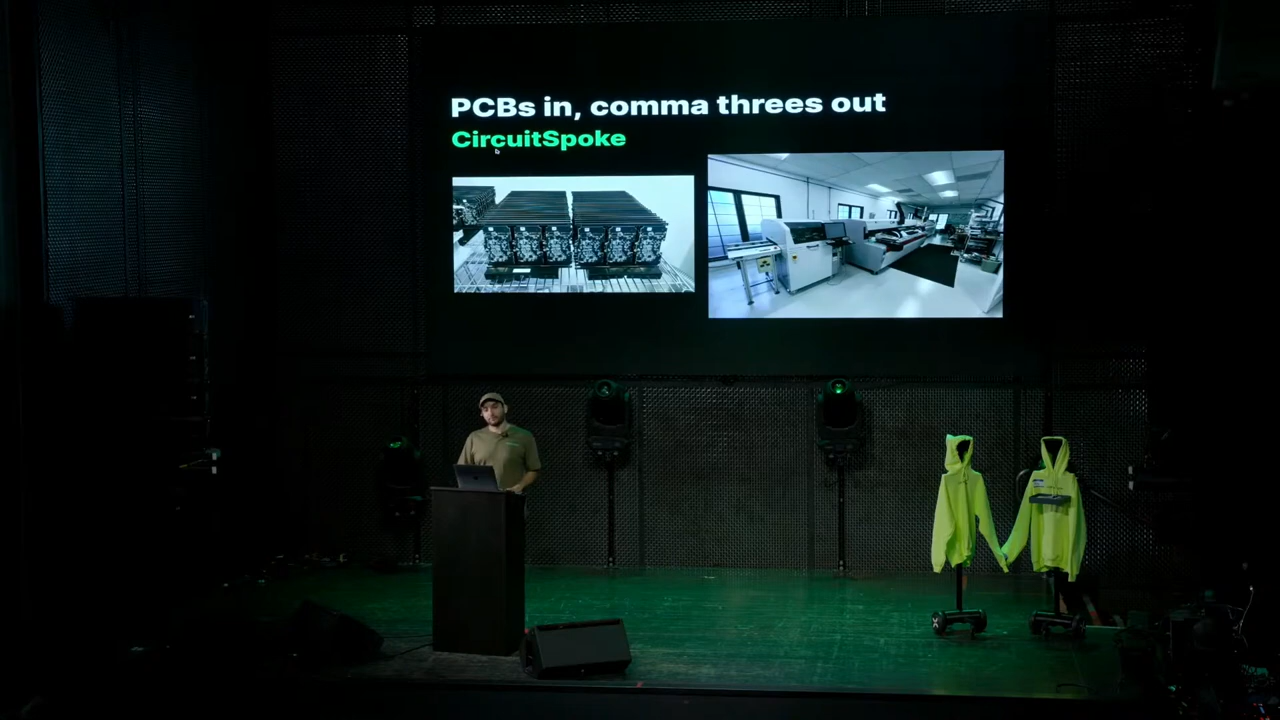 PCBs in, comma threes out
CircuitSpoke